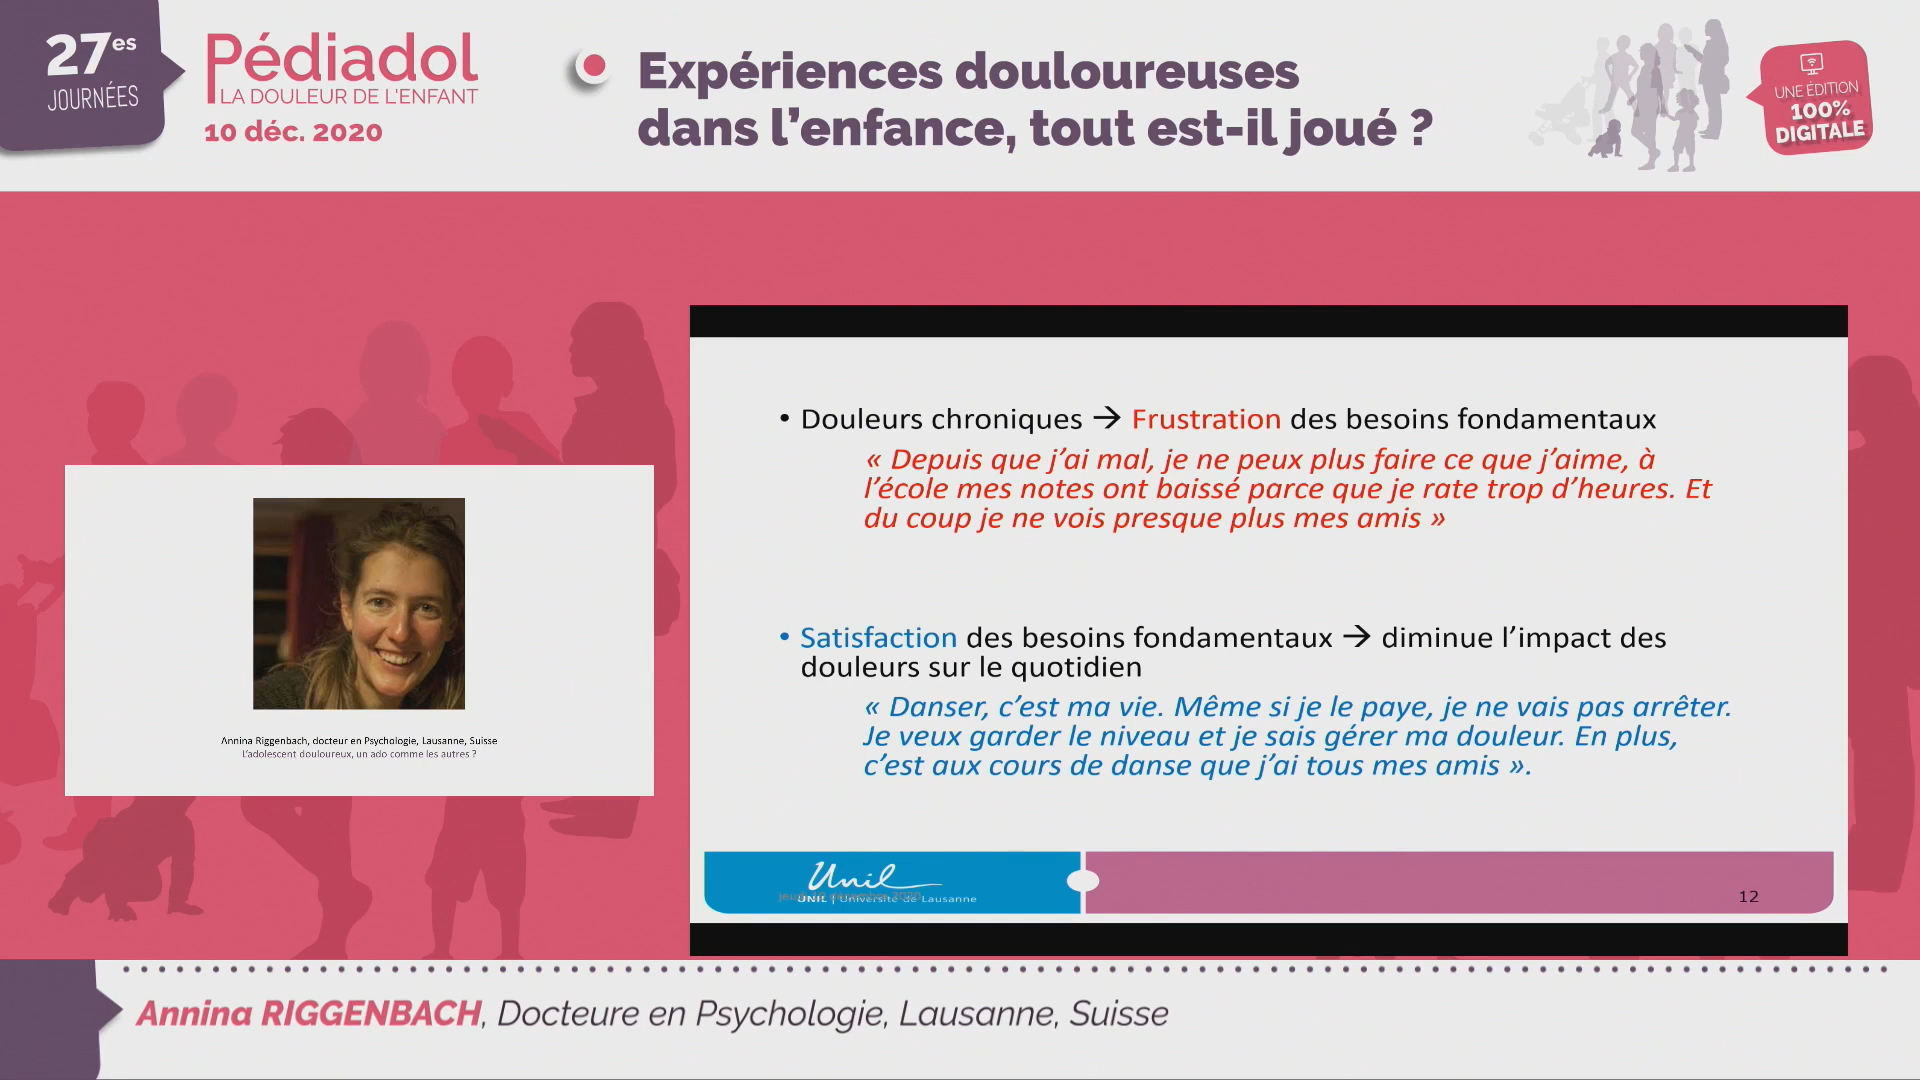 27es
JOURNÉES
Pédiadol
LA DOULEUR DE L'ENFANT
10 déc. 2020
Expériences douloureuses
dans l’enfance, tout est-il joué ?
UNE ÉDITION
100%
DIGITALE
Annina Riggenbach, docteur en Psychologie, Lausanne, Suisse
L’adolescent douloureux, un ado comme les autres ?
• Douleurs chroniques → Frustration des besoins fondamentaux
« Depuis que j’ai mal, je ne peux plus faire ce que j’aime, à
l’école mes notes ont baissé parce que je rate trop d’heures. Et
du coup je ne vois presque plus mes amis »
• Satisfaction des besoins fondamentaux → diminue l’impact des
douleurs sur le quotidien
« Danser, c’est ma vie. Même si je le paye, je ne vais pas arrêter.
Je veux garder le niveau et je sais gérer ma douleur. En plus,
c’est aux cours de danse que j’ai tous mes amis ».
Unil
UNIL | Université de Lausanne
12
Annina RIGGENBACH, Docteure en Psychologie, Lausanne, Suisse